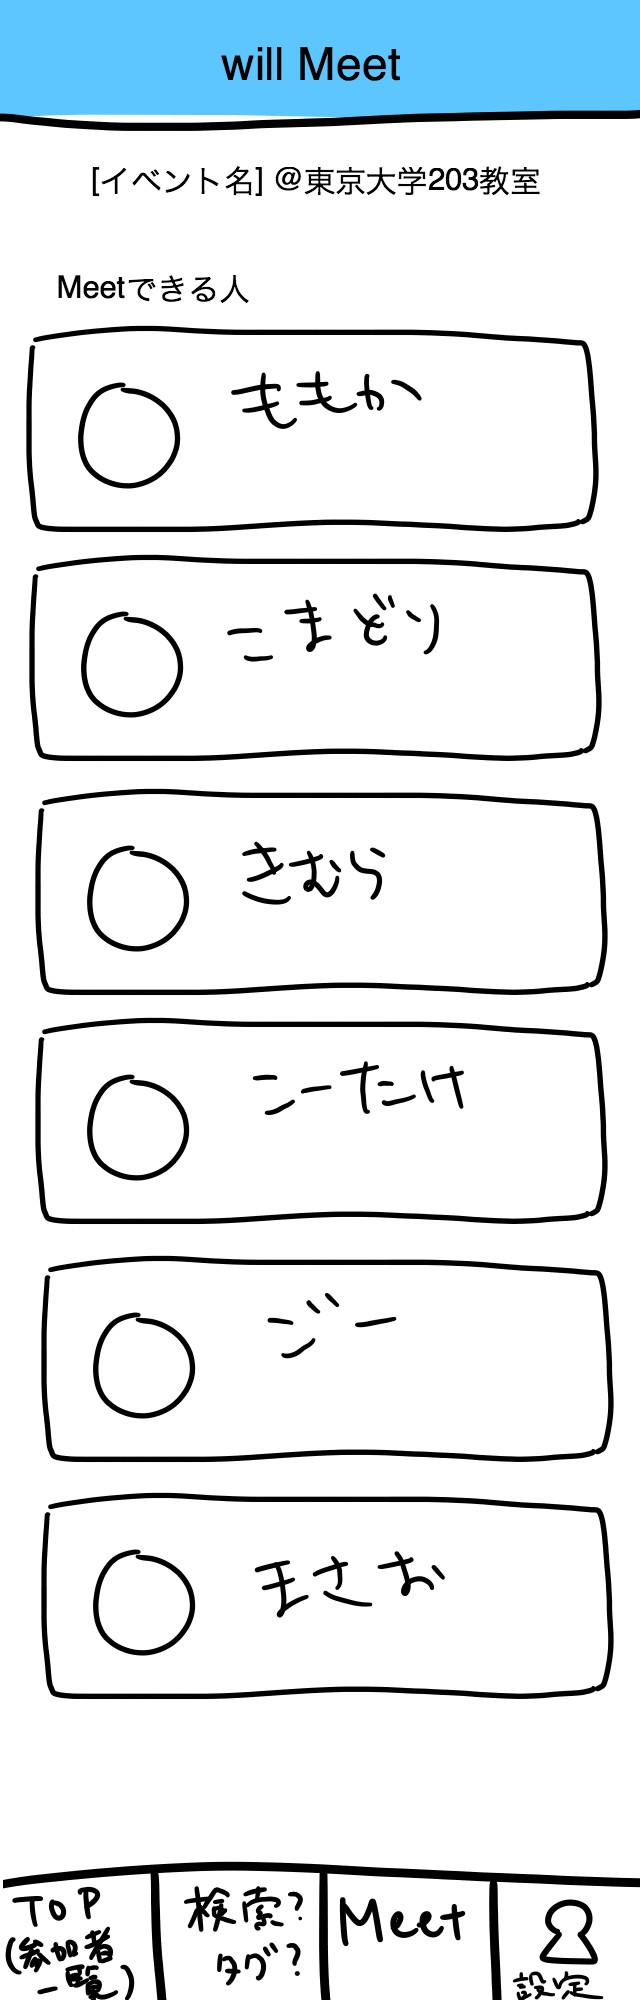 will Meet
[イベント名] @東京大学203教室
Meetできる人
ももか
こまどり
きむら
こーたけ
ジー
まさお
TOP
(参加者
一覧)
検索?
タグ?
Meet
設定